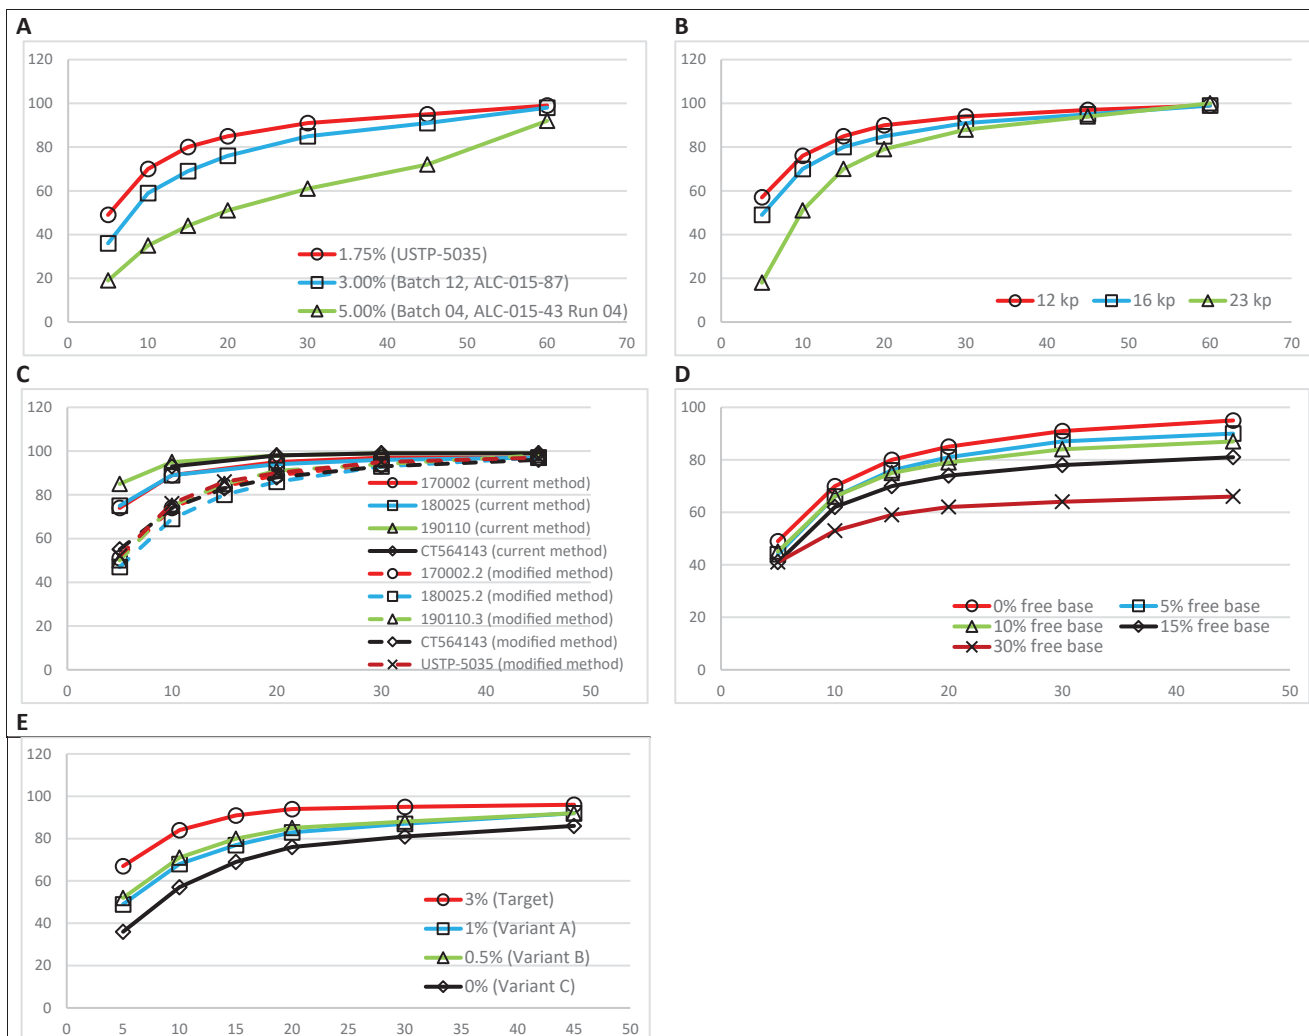 A
120
100
80
60
40
20
0
0 10 20 30 40 50 60 70
1.75% (USTP-5035)
3.00% (Batch 12, ALC-015-87)
5.00% (Batch 04, ALC-015-43 Run 04)
B
120
100
80
60
40
20
0
0 10 20 30 40 50 60 70
12 kp 16 kp 23 kp
C
120
100
80
60
40
20
0
0 10 20 30 40 50
170002 (current method)
180025 (current method)
190110 (current method)
CT564143 (current method)
170002.2 (modified method)
180025.2 (modified method)
190110.3 (modified method)
CT564143 (modified method)
USTP-5035 (modified method)
D
100
80
60
40
20
0
0 10 20 30 40 50
0% free base 5% free base
10% free base 15% free base
30% free base
E
120
100
80
60
40
20
0
0 5 10 15 20 25 30 35 40 45 50
3% (Target)
1% (Variant A)
0.5% (Variant B)
0% (Variant C)